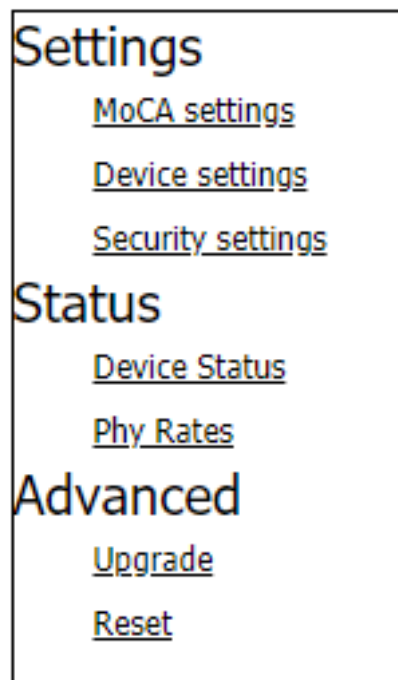 Settings
MoCA settings
Device settings
Security settings
Status
Device Status
Phy Rates
Advanced
Upgrade
Reset